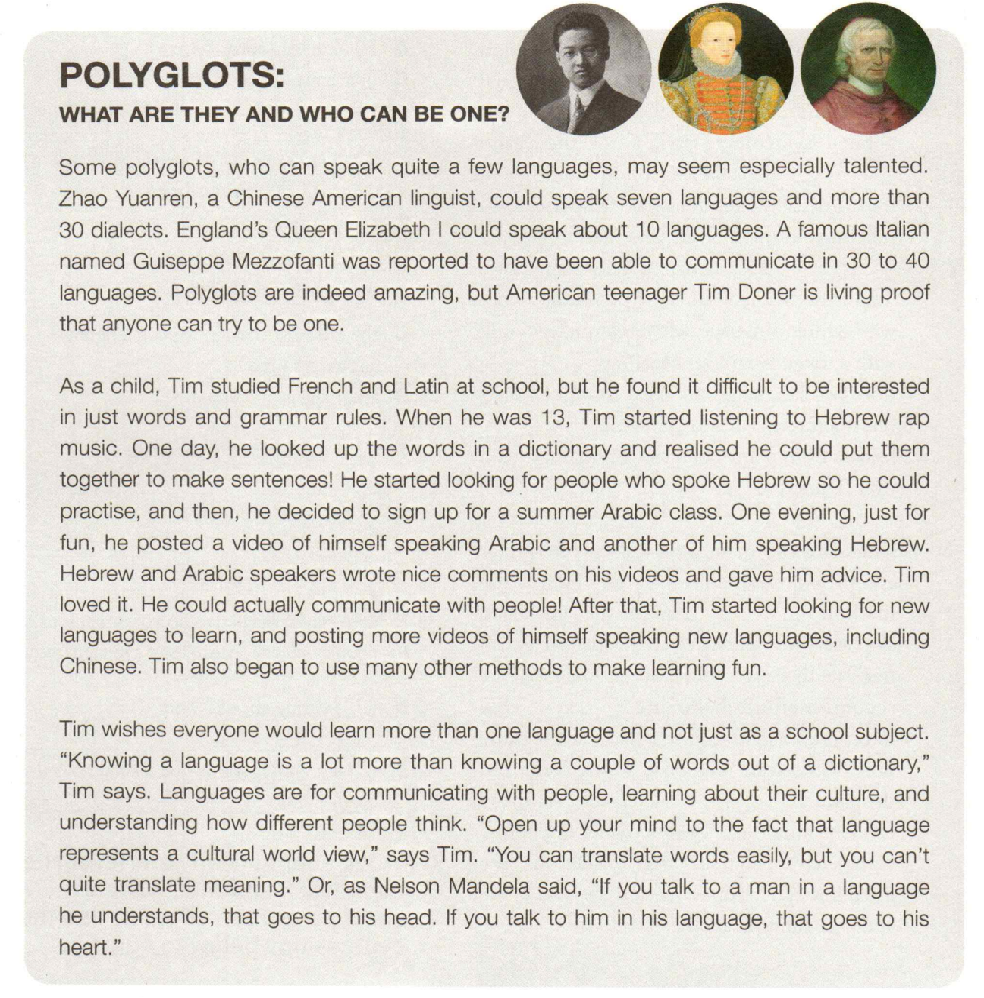 POLYGLOTS:
WHAT ARE THEY AND WHO CAN BE ONE?
Some polyglots, who can speak quite a few languages, may seem especially talented.
Zhao Yuanren, a Chinese American linguist, could speak seven languages and more than
30 dialects. England's Queen Elizabeth I could speak about 10 languages. A famous Italian
named Guiseppe Mezzofanti was reported to have been able to communicate in 30 to 40
languages. Polyglots are indeed amazing, but American teenager Tim Doner is living proof
that anyone can try to be one.
As a child, Tim studied French and Latin at school, but he found it difficult to be interested
in just words and grammar rules. When he was 13, Tim started listening to Hebrew rap
music. One day, he looked up the words in a dictionary and realised he could put them
together to make sentences! He started looking for people who spoke Hebrew so he could
practise, and then, he decided to sign up for a summer Arabic class. One evening, just for
fun, he posted a video of himself speaking Arabic and another of him speaking Hebrew.
Hebrew and Arabic speakers wrote nice comments on his videos and gave him advice. Tim
loved it. He could actually communicate with people! After that, Tim started looking for new
languages to learn, and posting more videos of himself speaking new languages, including
Chinese. Tim also began to use many other methods to make learning fun.
Tim wishes everyone would learn more than one language and not just as a school subject.
“Knowing a language is a lot more than knowing a couple of words out of a dictionary,”
Tim says. Languages are for communicating with people, learning about their culture, and
understanding how different people think. “Open up your mind to the fact that language
represents a cultural world view,” says Tim. “You can translate words easily, but you can't
quite translate meaning.” Or, as Nelson Mandela said, “If you talk to a man in a language
he understands, that goes to his head. If you talk to him in his language, that goes to his
heart.”